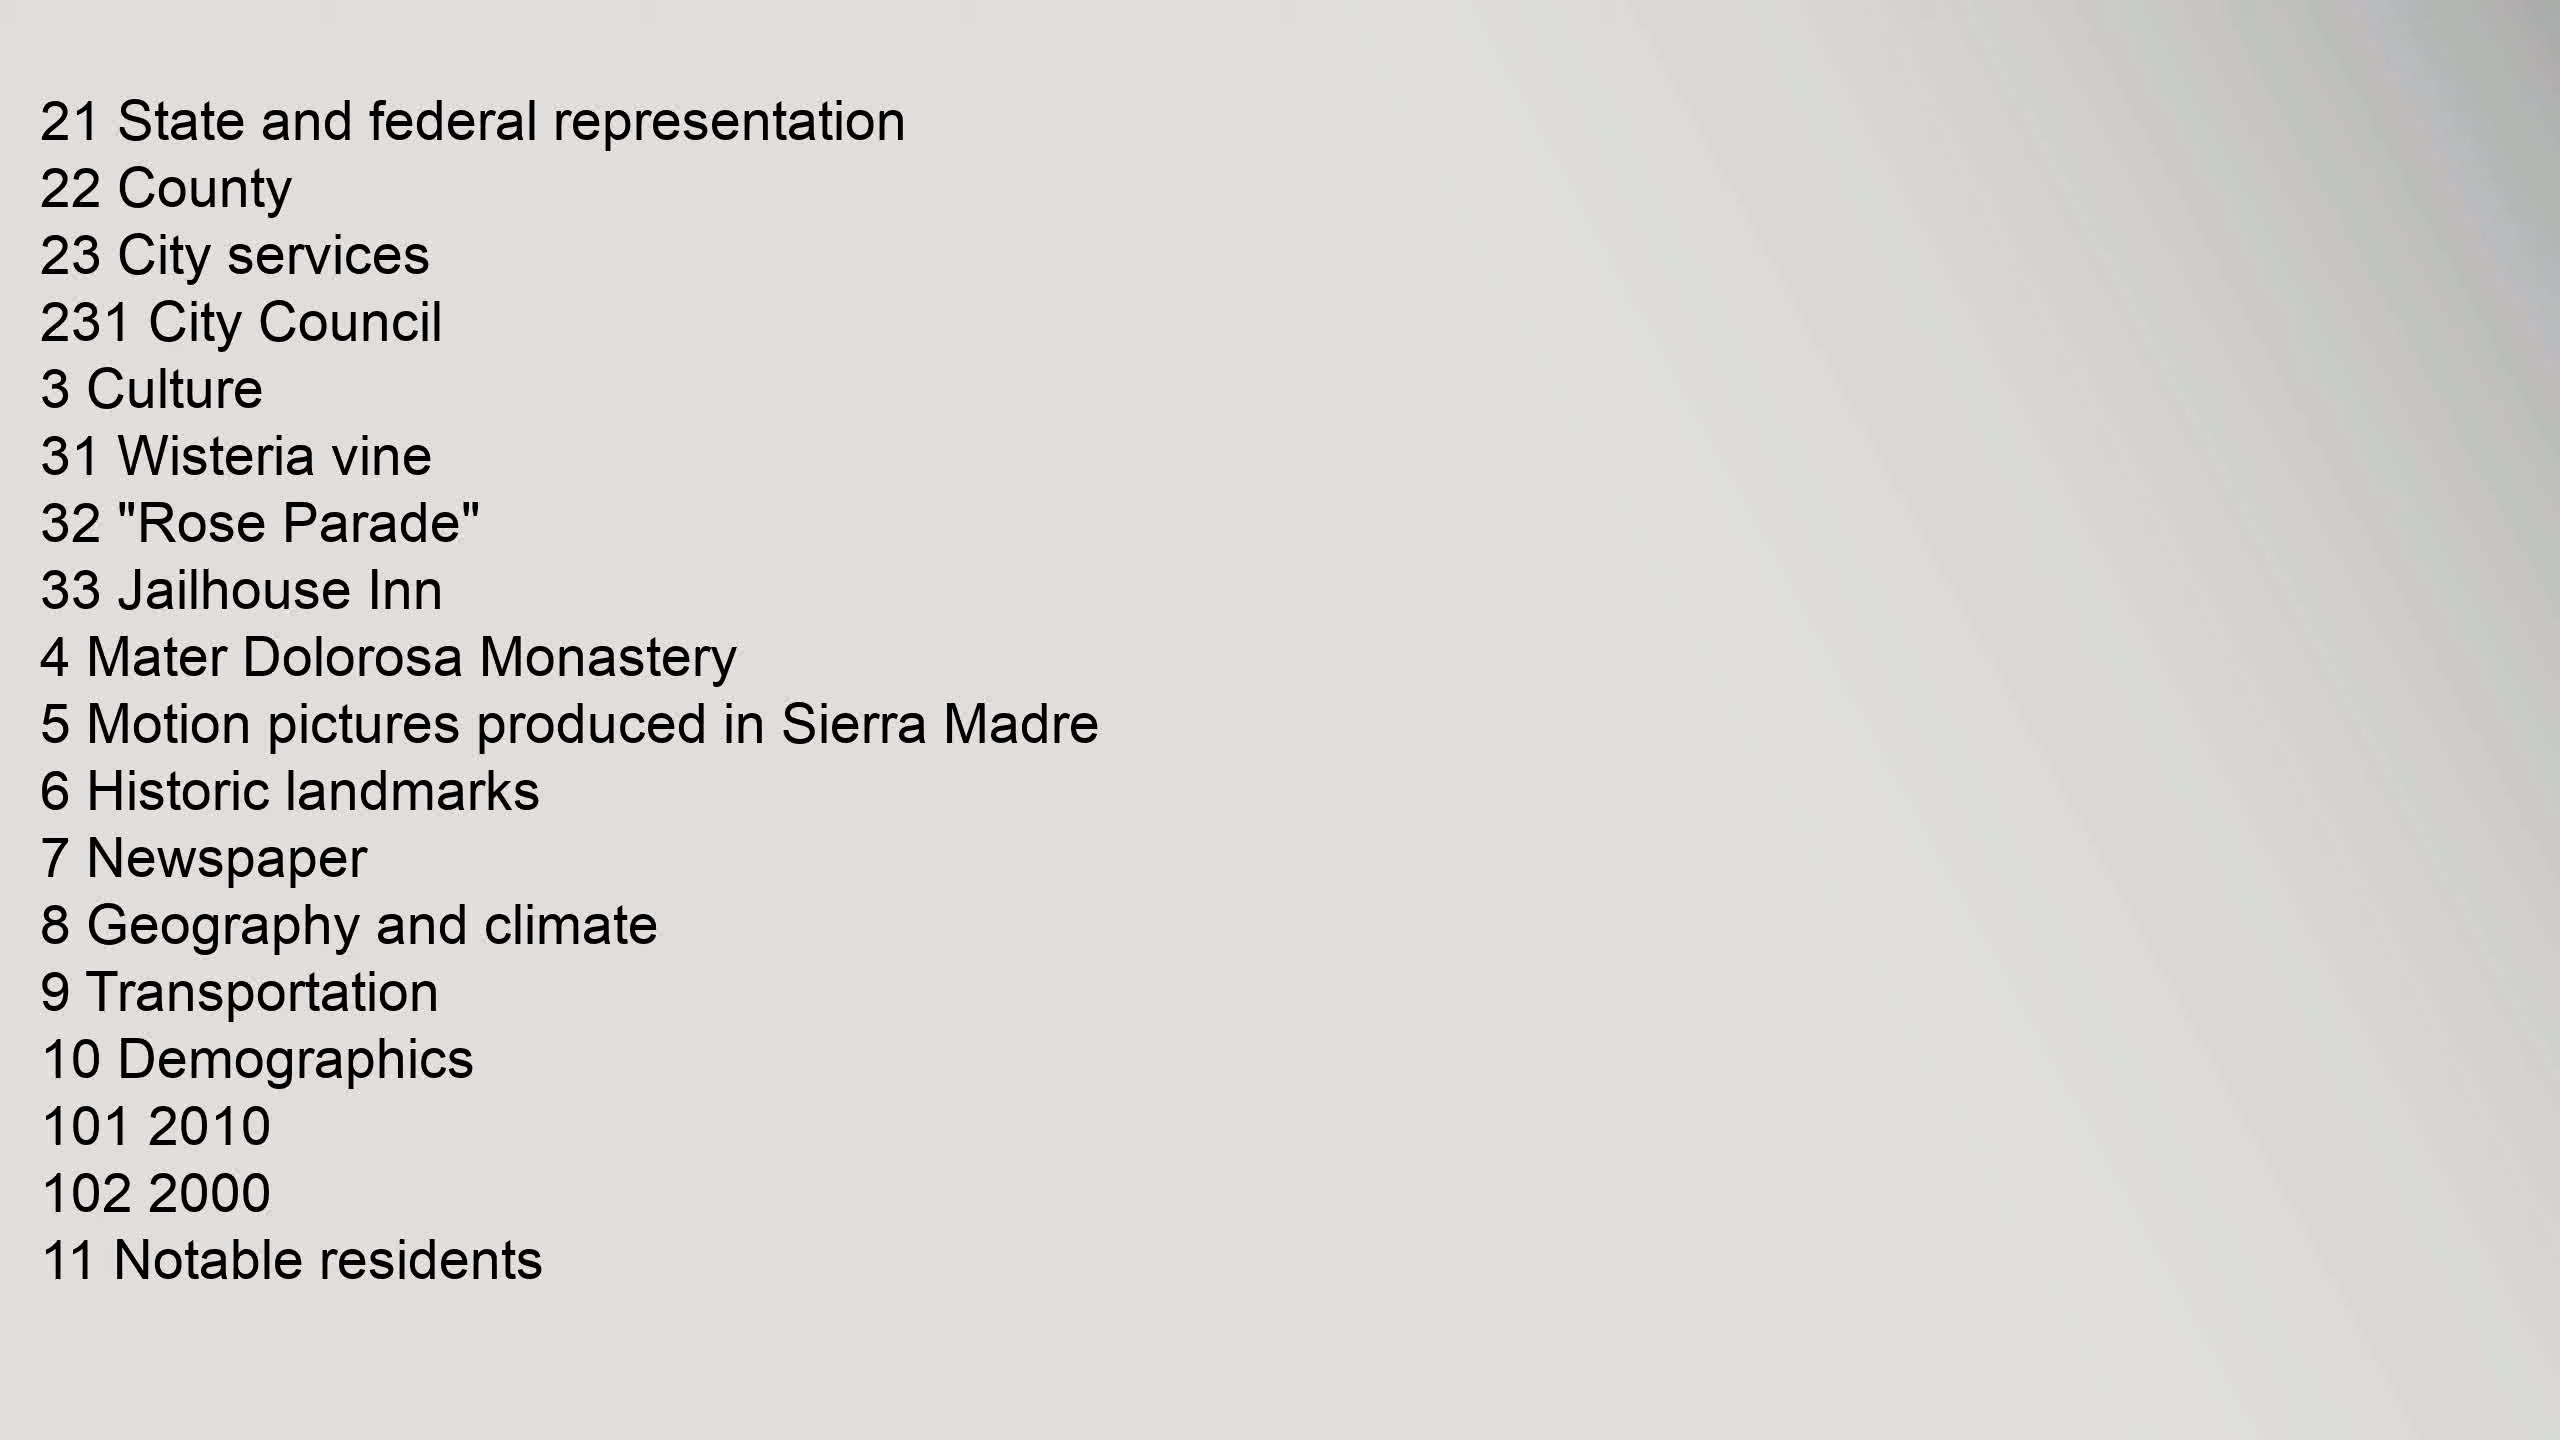 21 State and federal representation
22 County
23 City services
231 City Council
3 Culture
31 Wisteria vine
32 "Rose Parade"
33 Jailhouse Inn
4 Mater Dolorosa Monastery
5 Motion pictures produced in Sierra Madre
6 Historic landmarks
7 Newspaper
8 Geography and climate
9 Transportation
10 Demographics
101 2010
102 2000
11 Notable residents